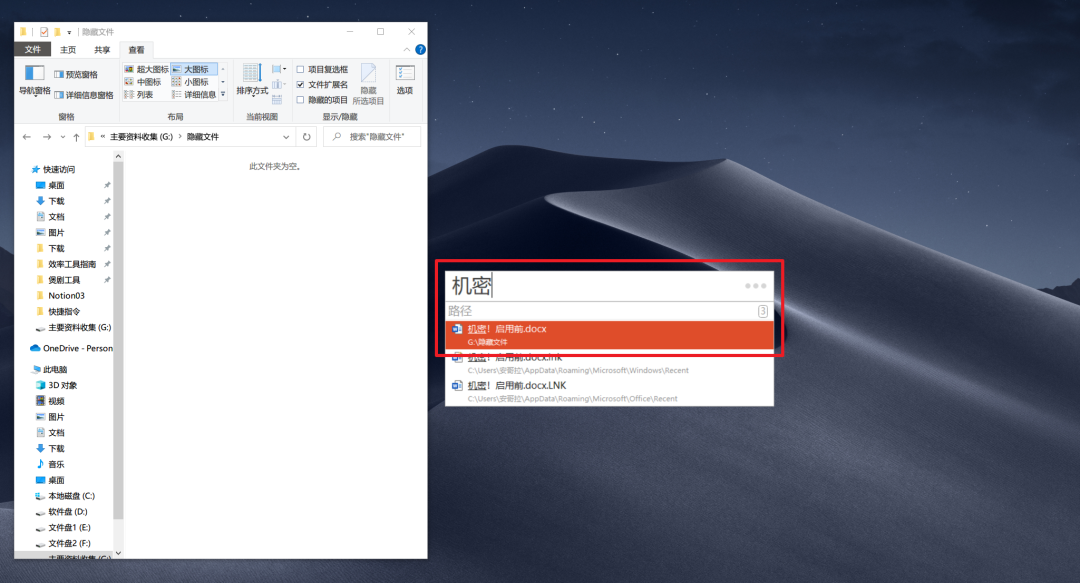 隐藏文件
文件 主页 共享 查看
导航窗格
预览窗格
详细信息窗格
窗格
超大图标 大图标
中图标 小图标
列表 详细信息
布局
排序方式
当前视图
项目复选框
文件扩展名
隐藏的项目
隐藏
所选项目
显示/隐藏
选项
« 主要资料收集 (G:) › 隐藏文件
搜索"隐藏文件"
此文件夹为空。
快速访问
桌面
下载
文档
图片
下载
效率工具指南
煲剧工具
Notion03
快捷指令
主要资料收集 (G:)
OneDrive - Person
此电脑
3D 对象
视频
图片
文档
下载
音乐
桌面
本地磁盘 (C:)
软件盘 (D:)
文件盘1 (E:)
文件盘2 (F:)
主要资料收集 (G:)
机密
路径
3
机密！启用前.docx
G:\隐藏文件
机密！启用前.docx.lnk
C:\Users\安哥拉\AppData\Roaming\Microsoft\Windows\Recent
机密！启用前.docx.LNK
C:\Users\安哥拉\AppData\Roaming\Microsoft\Office\Recent